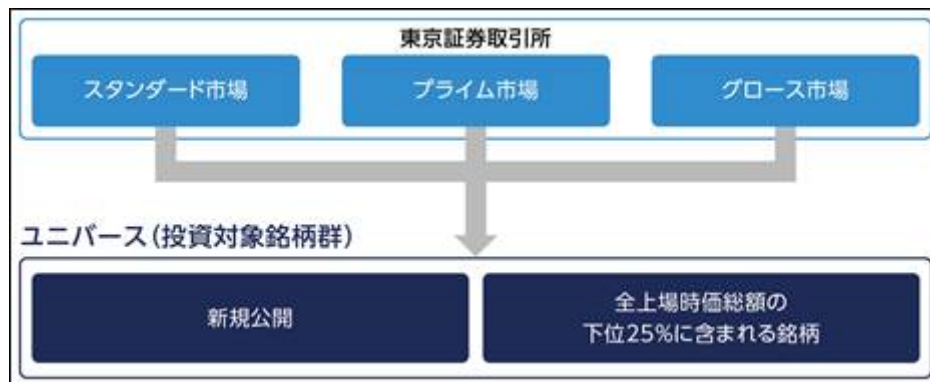 東京証券取引所
スタンダード市場
プライム市場
グロース市場
ユニバース(投資対象銘柄群)
新規公開
全上場時価総額の
下位25%に含まれる銘柄